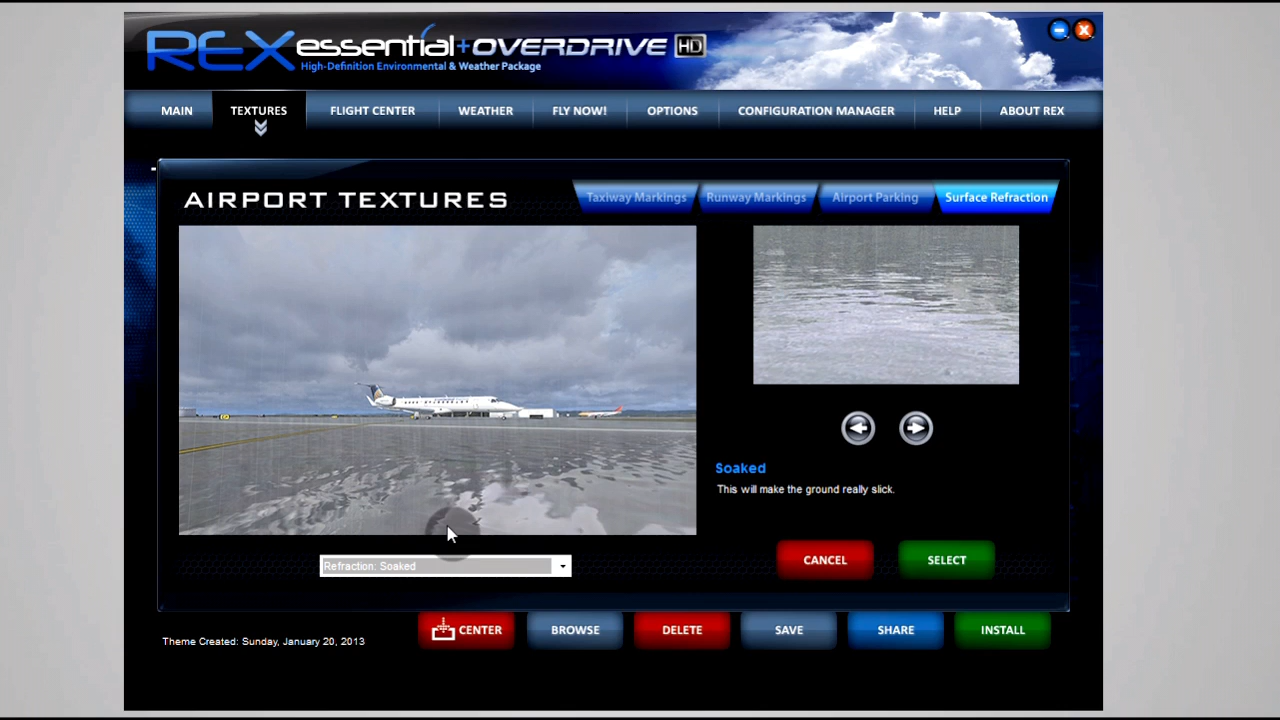 REX essential+OVERDRIVE HD
High-Definition Environmental & Weather Package
MAIN TEXTURES FLIGHT CENTER WEATHER FLY NOW! OPTIONS CONFIGURATION MANAGER HELP ABOUT REX
AIRPORT TEXTURES
Taxiway Markings Runway Markings Airport Parking Surface Refraction
Soaked
This will make the ground really slick.
Refraction: Soaked
CANCEL SELECT
Theme Created: Sunday, January 20, 2013
CENTER BROWSE DELETE SAVE SHARE INSTALL